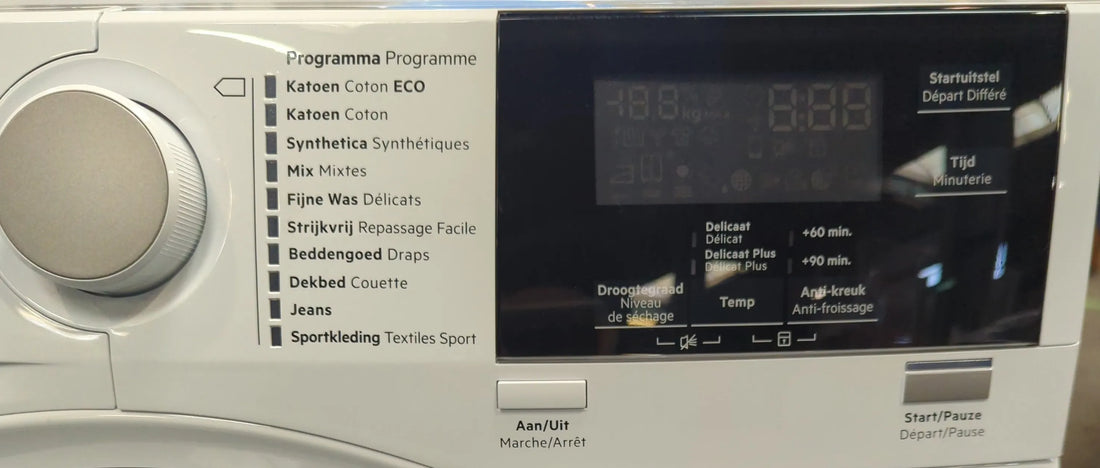 Programma Programme
Katoen Coton ECO
Katoen Coton
Synthetica Synthétiques
Mix Mixtes
Fijne Was Délicats
Strijkvrij Repassage Facile
Beddengoed Draps
Dekbed Couette
Jeans
Sportkleding Textiles Sport
Startuitstel
Départ Différé
Tijd
Minuterie
Delicaat
Délicat
Delicaat Plus
Délicat Plus
+60 min.
+90 min.
Droogtegraad
Niveau
de séchage
Temp
Anti-kreuk
Anti-froissage
Aan/Uit
Marche/Arrêt
Start/Pauze
Départ/Pause